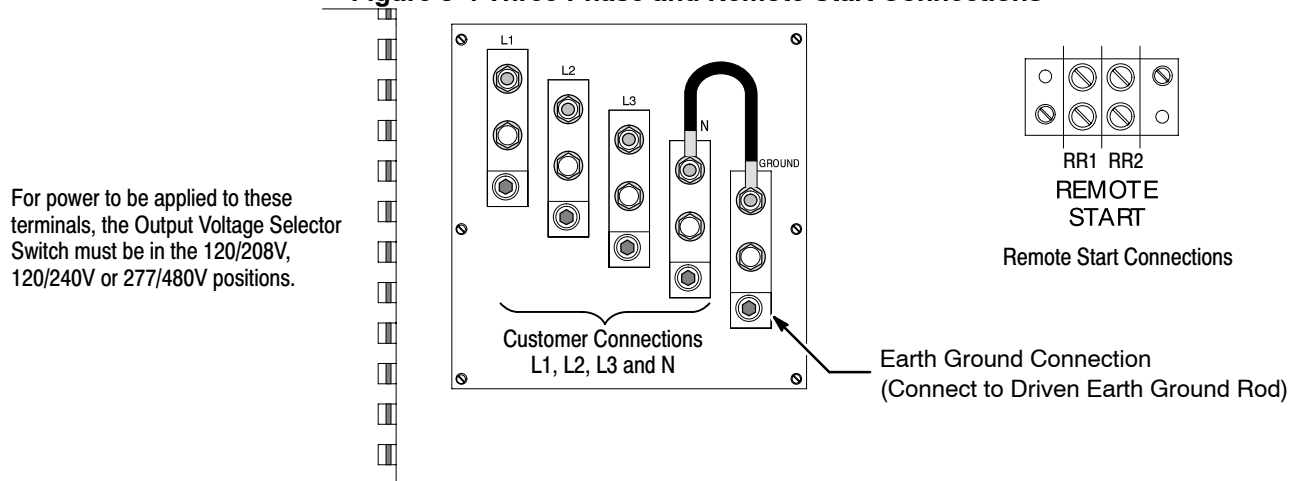 L1
L2
L3
N
GROUND
RR1 RR2
REMOTE
START
Remote Start Connections
For power to be applied to these
terminals, the Output Voltage Selector
Switch must be in the 120/208V,
120/240V or 277/480V positions.
Customer Connections
L1, L2, L3 and N
Earth Ground Connection
(Connect to Driven Earth Ground Rod)